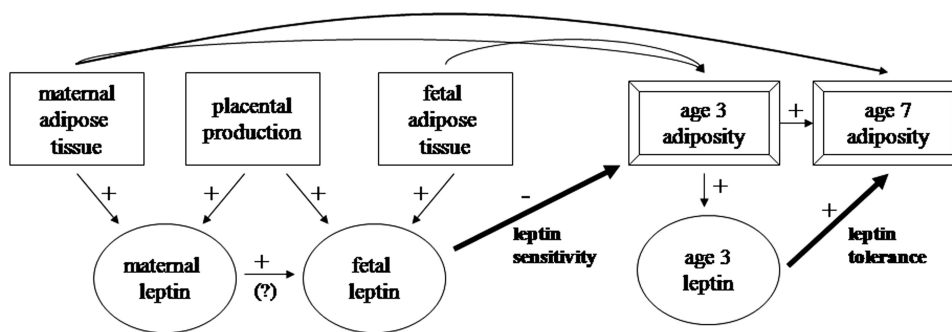 maternal
adipose
tissue
placental
production
fetal
adipose
tissue
age 3
adiposity
+
age 7
adiposity
+
+
+
+
-
+
+
leptin
sensitivity
leptin
tolerance
maternal
leptin
+
(?)
fetal
leptin
age 3
leptin